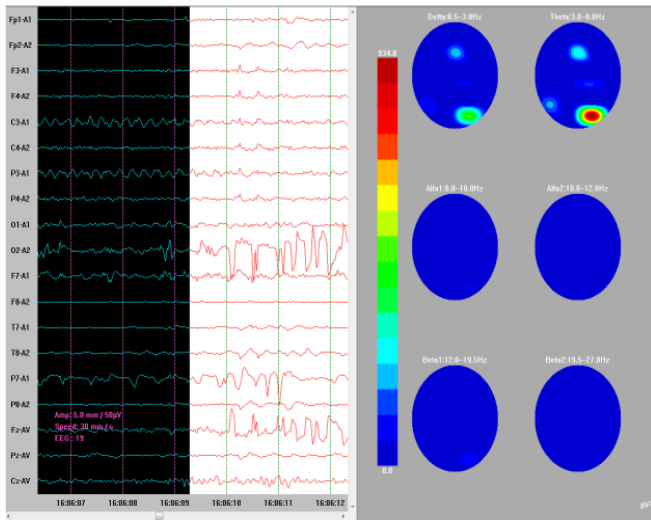 Fp1-A1
Fp2-A2
F3-A1
F4-A2
C3-A1
C4-A2
P3-A1
P4-A2
O1-A1
O2-A2
F7-A1
F8-A2
T7-A1
T8-A2
P7-A1
P8-A2
Amp: 5.0 mm / 50µV
Fz-AV
Speed: 30 mm/s
EEG: 19
Pz-AV
Cz-AV
16:06:07 16:06:08 16:06:09 16:06:10 16:06:11 16:06:12
Delta:0.5-3.0Hz Theta:3.0-8.0Hz
934.8
Alfa1:8.0-10.0Hz Alfa2:10.0-12.0Hz
Beta1:12.0-19.5Hz Beta2:19.5-27.0Hz
0.0